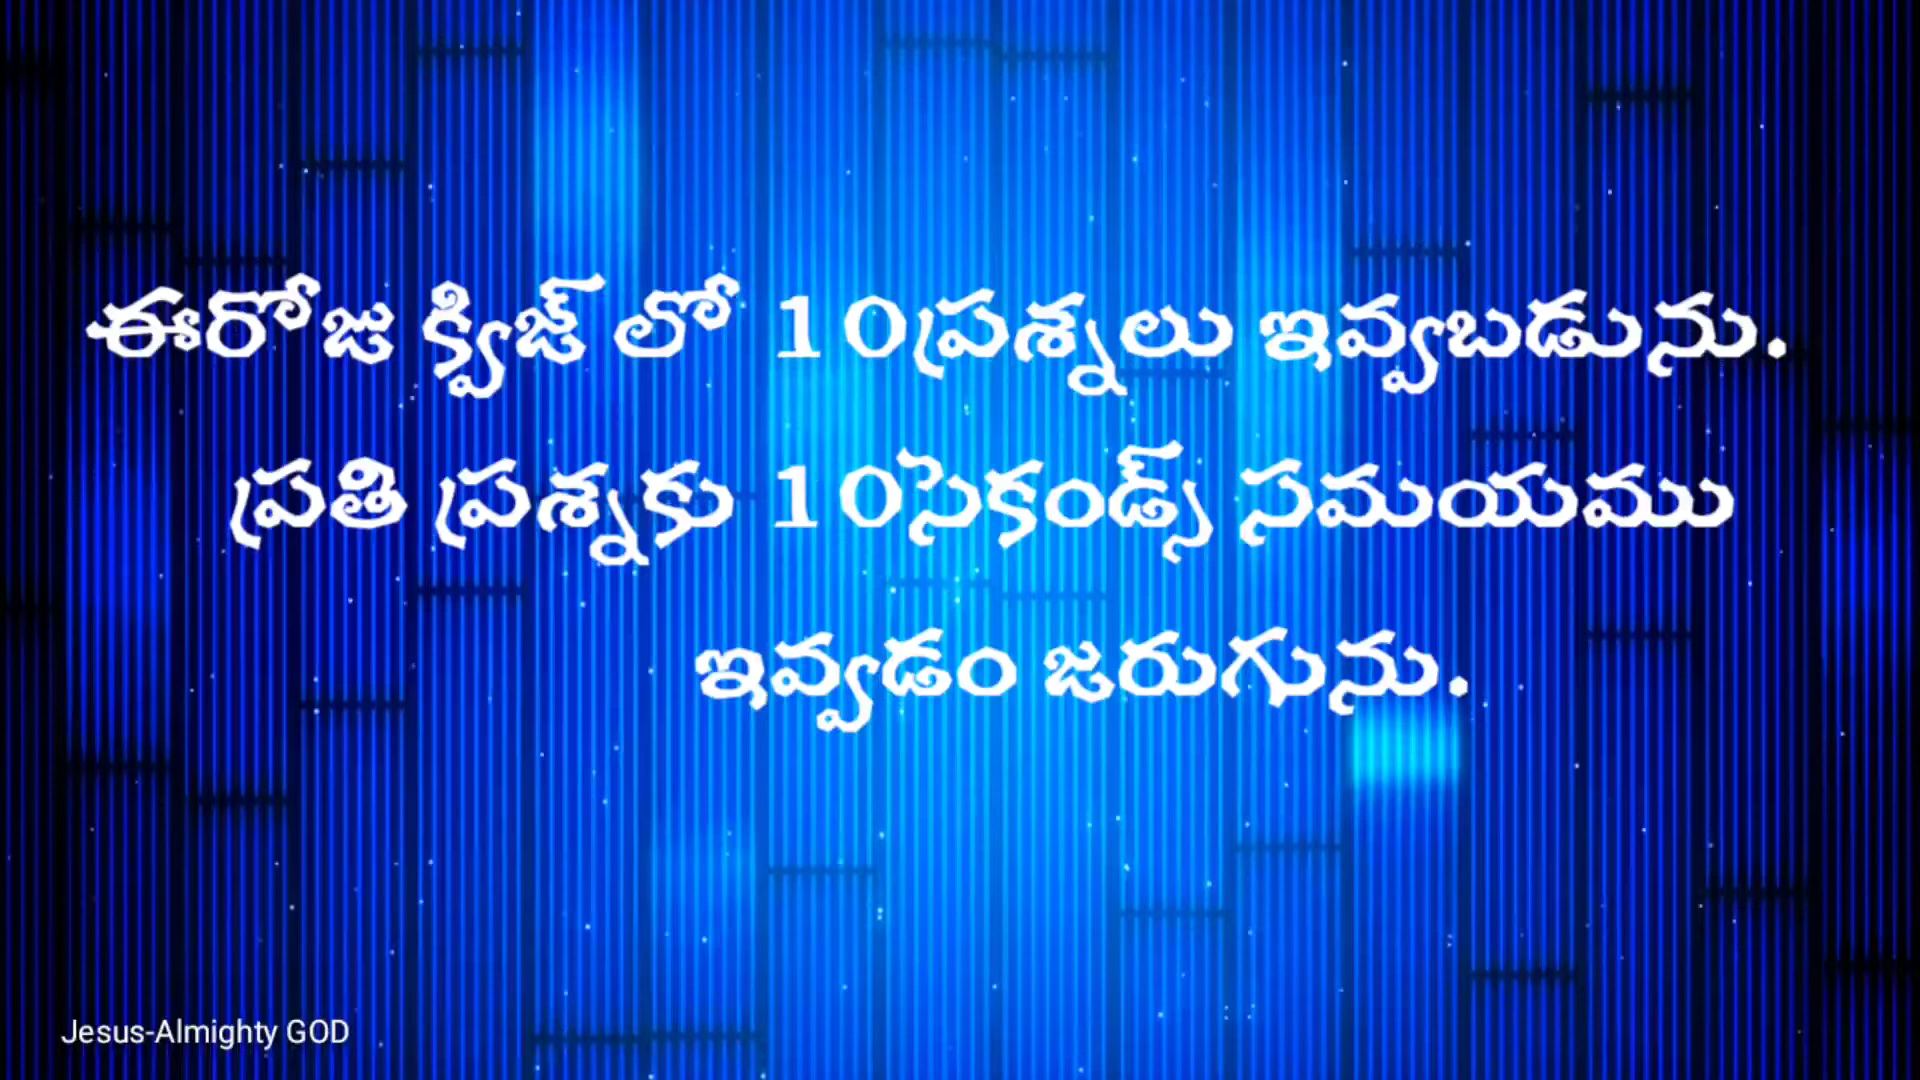 ఈరోజు క్విజ్ లో 10ప్రశ్నలు ఇవ్వబడును.
ప్రతి ప్రశ్నకు 10సెకండ్స్ సమయము
ఇవ్వడం జరుగును.
Jesus-Almighty GOD